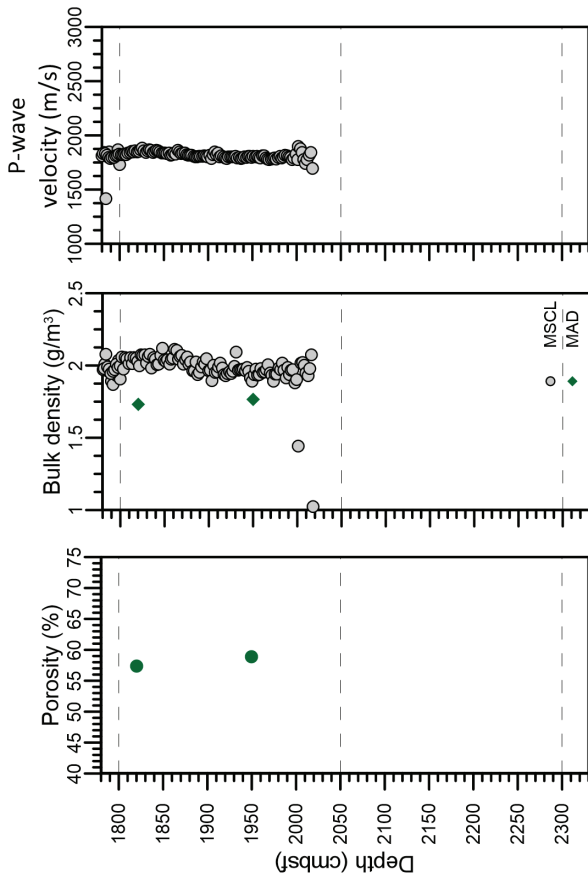 Porosity (%)
40 45 50 55 60 65 70 75
Bulk density (g/m³)
1 1.5 2 2.5
P-wave
velocity (m/s)
1000 1500 2000 2500 3000
Depth (cmbsf)
1800
1850
1900
1950
2000
2050
2100
2150
2200
2250
2300
MSCL
MAD